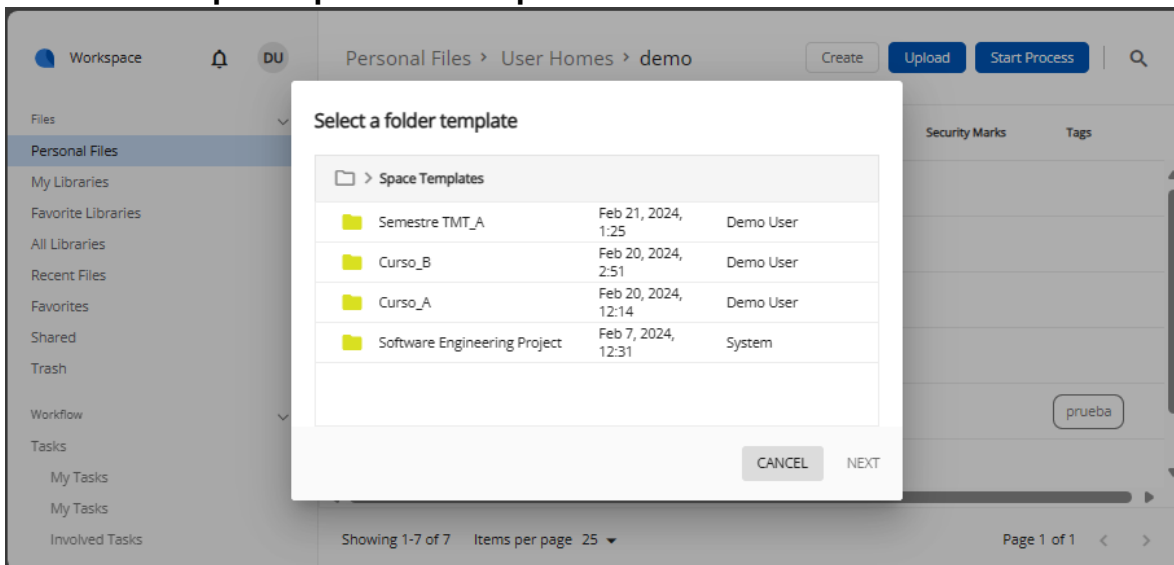 Workspace
DU
Personal Files > User Homes > demo
Create
Upload
Start Process
Files
Personal Files
My Libraries
Favorite Libraries
All Libraries
Recent Files
Favorites
Shared
Trash
Workflow
Tasks
My Tasks
My Tasks
Involved Tasks
Select a folder template
> Space Templates
Semestre TMT_A Feb 21, 2024, Demo User
1:25
Curso_B Feb 20, 2024, Demo User
2:51
Curso_A Feb 20, 2024, Demo User
12:14
Software Engineering Project Feb 7, 2024, System
12:31
CANCEL NEXT
Security Marks Tags
prueba
Showing 1-7 of 7 Items per page 25
Page 1 of 1 < >